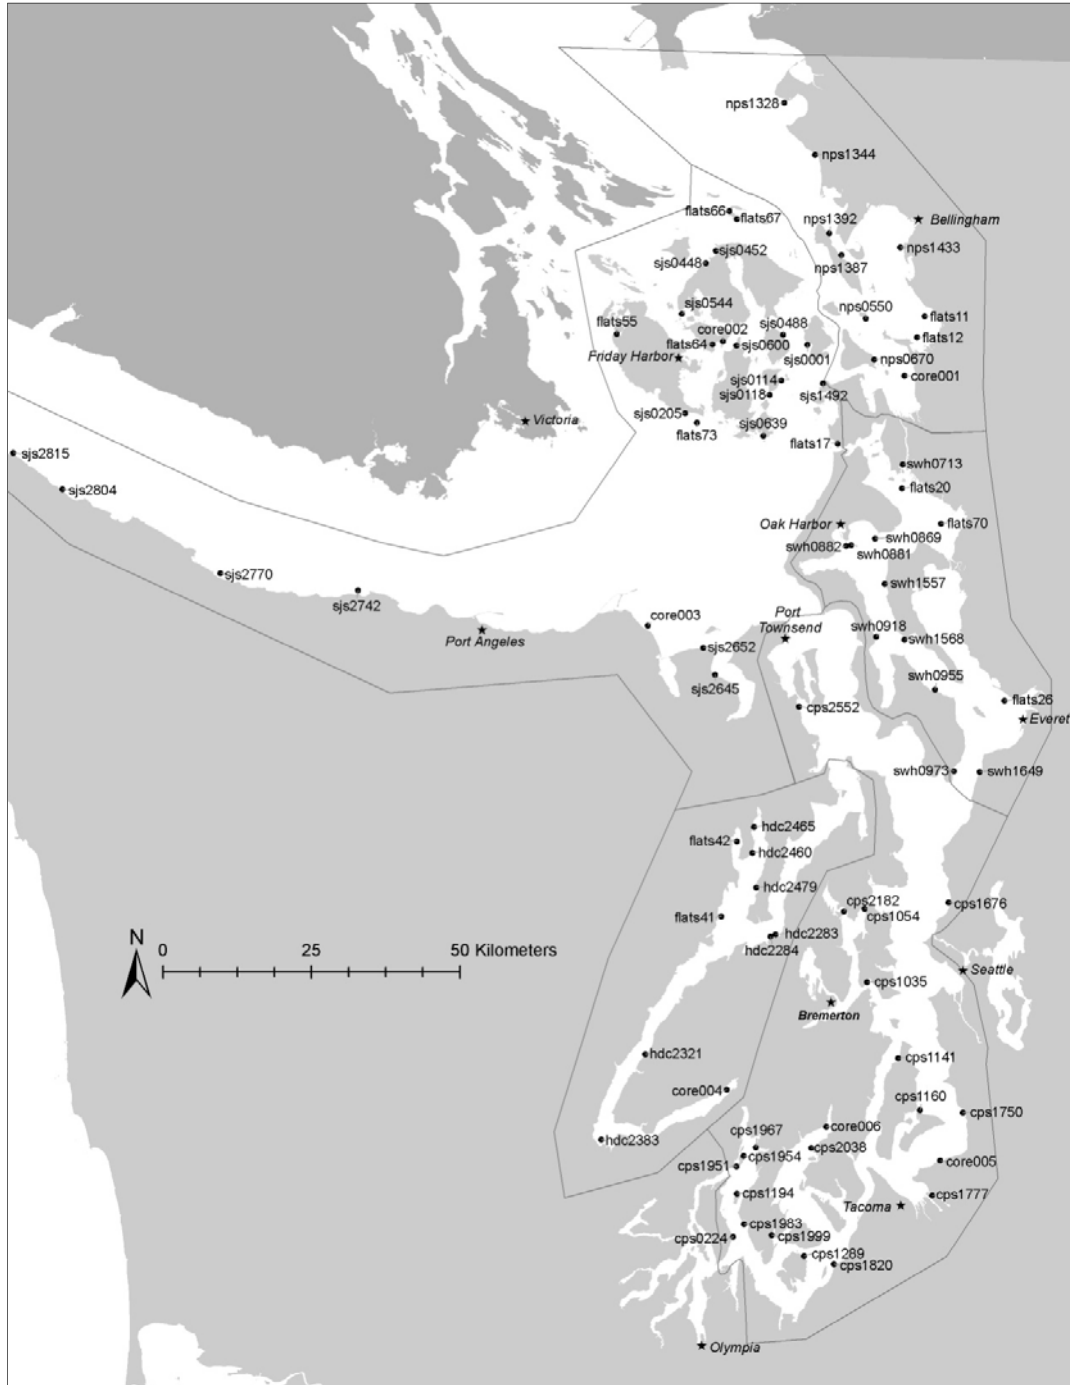 nps1328
nps1344
flats66
flats67
nps1392
Bellingham
sjs0452
nps1433
sjs0448
nps1387
sjs0544
nps0550
flats11
flats55
core002
sjs0488
flats12
flats64
sjs0600
sjs0001
Friday Harbor
nps0670
core001
sjs0114
sjs1492
sjs0118
sjs0205
Victoria
flats73
sjs0639
flats17
sjs2815
swh0713
sjs2804
flats20
Oak Harbor
flats70
swh0869
swh0882
swh0881
sjs2770
swh1557
sjs2742
core003
Port
Townsend
swh0918
swh1568
Port Angeles
sjs2652
sjs2645
swh0955
flats26
cps2552
Everet
swh0973
swh1649
hdc2465
flats42
hdc2460
hdc2479
cps2182
cps1676
flats41
cps1054
hdc2283
N
0 25 50 Kilometers
hdc2284
Seattle
cps1035
Bremerton
hdc2321
cps1141
core004
cps1160
cps1750
core006
hdc2383
cps1967
cps2038
cps1954
core005
cps1951
cps1194
cps1777
Tacoma
cps1983
cps0224
cps1999
cps1289
cps1820
Olympia